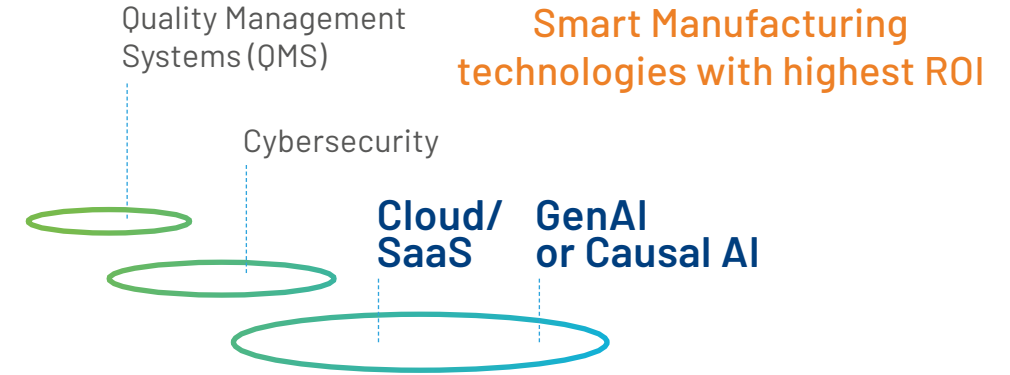 Quality Management
Systems (QMS)
Smart Manufacturing
technologies with highest ROI
Cybersecurity
Cloud/
SaaS
GenAI
or Causal AI